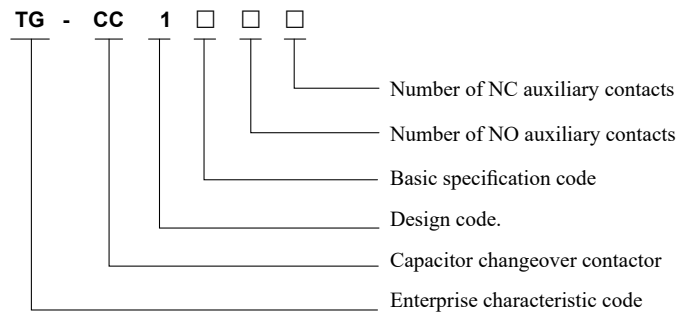 TG - CC 1 □ □ □
Number of NC auxiliary contacts
Number of NO auxiliary contacts
Basic specification code
Design code.
Capacitor changeover contactor
Enterprise characteristic code